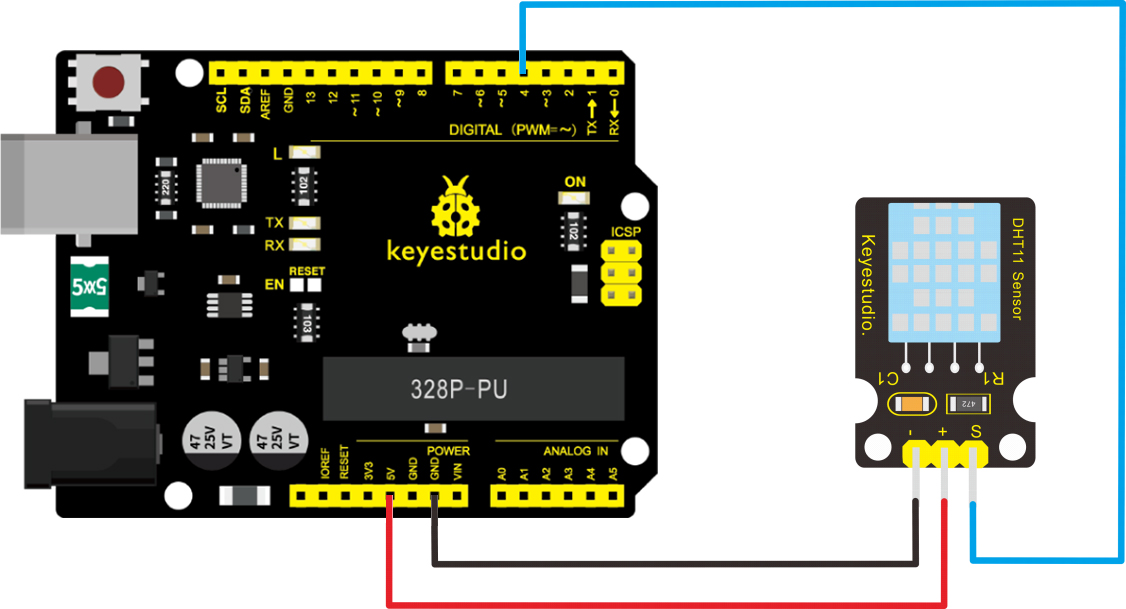 SCL
SDA
AREF
GND
13
12
~11
~10
~9
8
7
~6
~5
4
~3
2
TX→1
RX←0
DIGITAL (PWM=~)
L
220
102
TX
RX
ON
102
ICSP
keyestudio
RESET
EN
5XX5
103
328P-PU
47
25V
VT
47
25V
VT
IOREF
RESET
3V3
5V
GND
GND
VIN
POWER
ANALOG IN
A0
A1
A2
A3
A4
A5
Keyestudio.
DHT11 Sensor
C1
R1
472
-
+
S